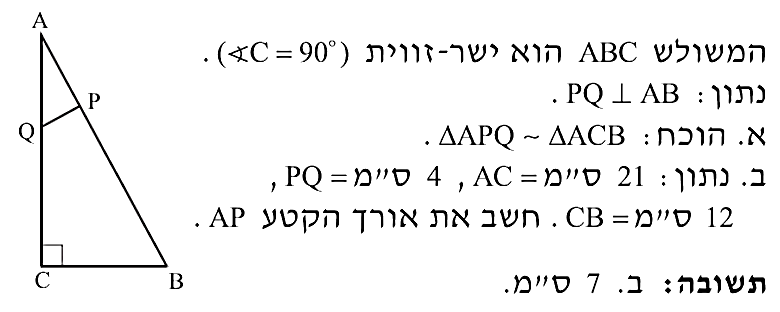 המשולש ABC הוא ישר-זווית (∢C = 90°).
נתון: PQ ⊥ AB.
א. הוכח: ΔAPQ ~ ΔACB.
ב. נתון: 21 ס״מ = AC, 4 ס״מ = PQ,
12 ס״מ = CB. חשב את אורך הקטע AP.
תשובה: ב. 7 ס״מ.
A
P
Q
C
B